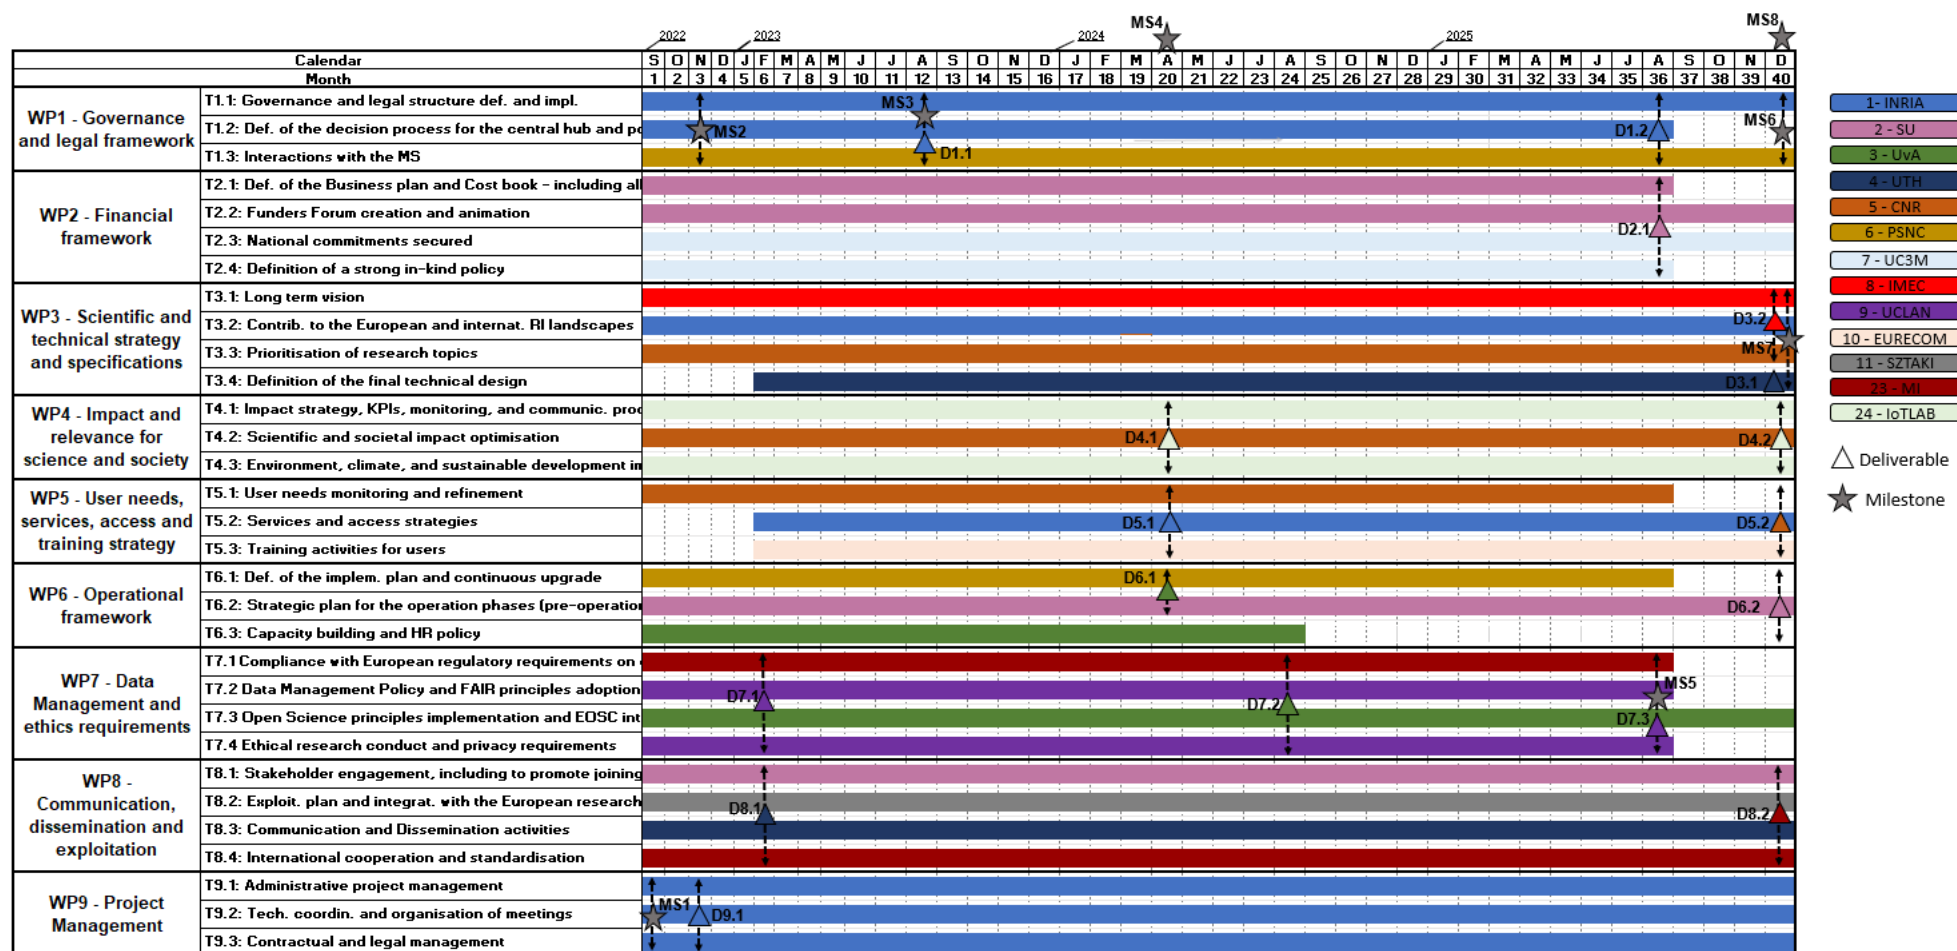 MS4 MS8
2022 2023 2024 2025
Calendar S O N D J F M A M J J A S O N D J F M A M J J A S O N D J F M A M J J A S O N D
Month 1 2 3 4 5 6 7 8 9 10 11 12 13 14 15 16 17 18 19 20 21 22 23 24 25 26 27 28 29 30 31 32 33 34 35 36 37 38 39 40
WP1 - Governance
and legal framework
T1.1: Governance and legal structure def. and impl.
MS3
T1.2: Def. of the decision process for the central hub and po
MS2 D1.2 MS6
T1.3: Interactions with the MS
D1.1
WP2 - Financial
framework
T2.1: Def. of the Business plan and Cost book - including all
T2.2: Funders Forum creation and animation
D2.1
T2.3: National commitments secured
T2.4: Definition of a strong in-kind policy
WP3 - Scientific and
technical strategy
and specifications
T3.1: Long term vision
T3.2: Contrib. to the European and internat. RI landscapes
D3.2
T3.3: Prioritisation of research topics
MS7
T3.4: Definition of the final technical design
D3.1
WP4 - Impact and
relevance for
science and society
T4.1: Impact strategy, KPIs, monitoring, and communic. proc
T4.2: Scientific and societal impact optimisation
D4.1 D4.2
T4.3: Environment, climate, and sustainable development im
WP5 - User needs,
services, access and
training strategy
T5.1: User needs monitoring and refinement
T5.2: Services and access strategies
D5.1 D5.2
T5.3: Training activities for users
WP6 - Operational
framework
T6.1: Def. of the implem. plan and continuous upgrade
D6.1
T6.2: Strategic plan for the operation phases (pre-operation
D6.2
T6.3: Capacity building and HR policy
WP7 - Data
Management and
ethics requirements
T7.1 Compliance with European regulatory requirements on
T7.2 Data Management Policy and FAIR principles adoption
D7.1 D7.2 MS5
T7.3 Open Science principles implementation and EOSC int
D7.3
T7.4 Ethical research conduct and privacy requirements
WP8 -
Communication,
dissemination and
exploitation
T8.1: Stakeholder engagement, including to promote joining
T8.2: Exploit. plan and integrat. with the European research
D8.1 D8.2
T8.3: Communication and Dissemination activities
T8.4: International cooperation and standardisation
WP9 - Project
Management
T9.1: Administrative project management
MS1
T9.2: Tech. coordin. and organisation of meetings
D9.1
T9.3: Contractual and legal management
1- INRIA
2 - SU
3 - UvA
4 - UTH
5 - CNR
6 - PSNC
7 - UC3M
8 - IMEC
9 - UCLAN
10 - EURECOM
11 - SZTAKI
23 - MI
24 - IoTLAB
Deliverable
Milestone